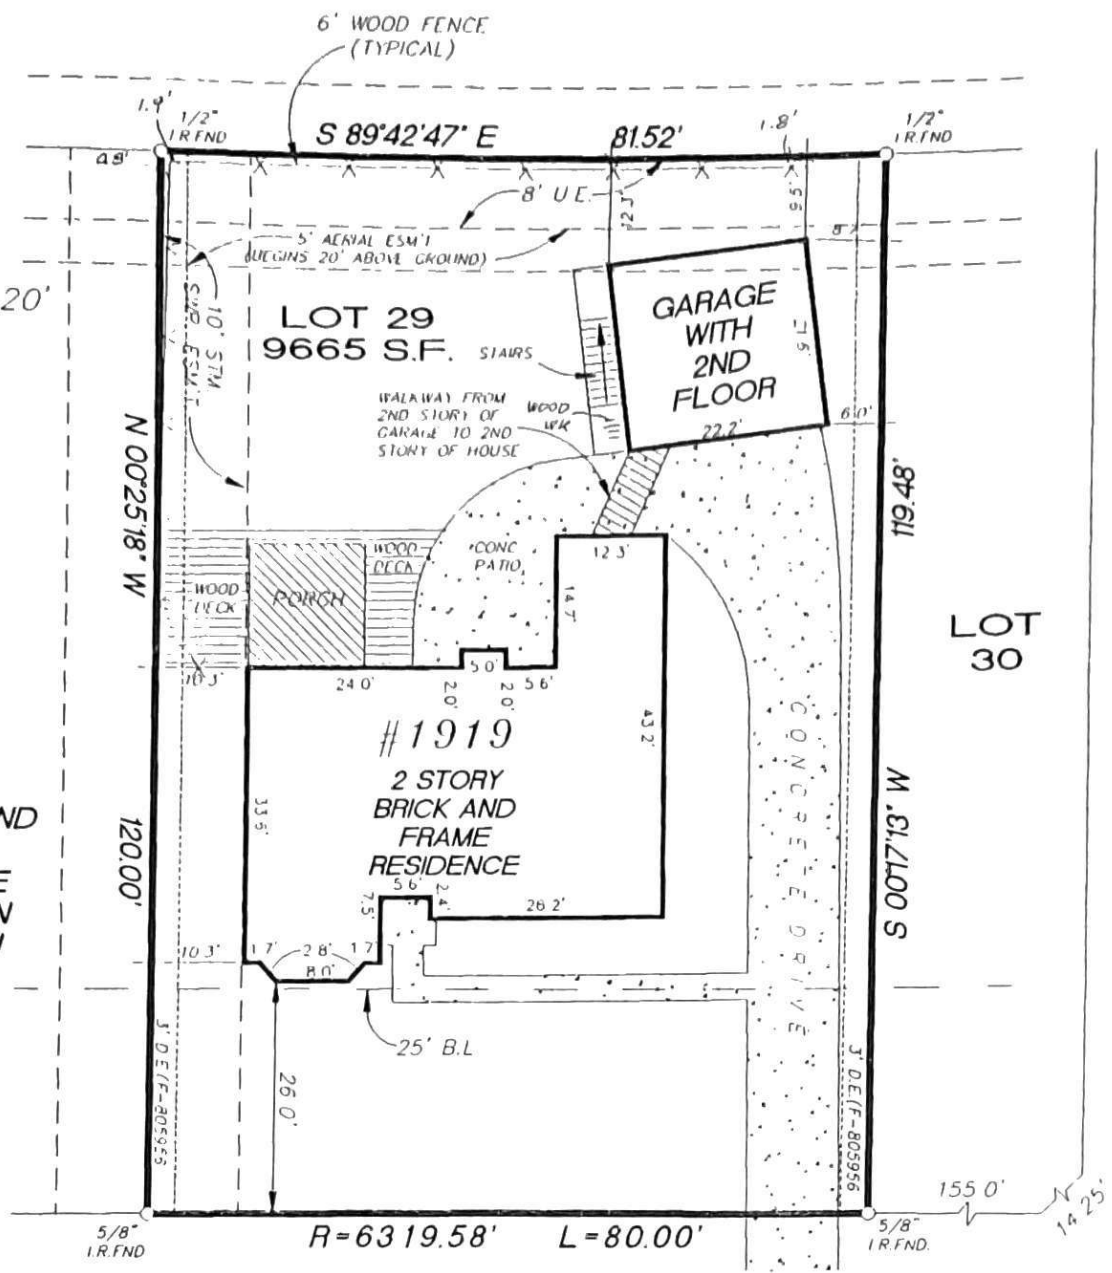 6' WOOD FENCE
(TYPICAL)
1.9'
1/2"
I.R.FND
S 89°42'47" E
81.52'
1.8'
1/2"
I.R.FND
8' U.E.
12.3'
9.5'
5' AERIAL ESM'T
(BEGINS 20' ABOVE GROUND)
20'
10' STM
SWR ESM'T
LOT 29
9665 S.F.
GARAGE
WITH
2ND
FLOOR
21.6'
22.2'
6.0'
STAIRS
WOOD
WK
WALKWAY FROM
2ND STORY OF
GARAGE TO 2ND
STORY OF HOUSE
N 00°25'18" W
119.48'
WOOD
DECK
PORCH
WOOD
DECK
CONC
PATIO
12.3'
14.7'
LOT
30
10.3'
24.0'
2.0'
5.0'
2.0'
5.6'
43.2'
#1919
2 STORY
BRICK AND
FRAME
RESIDENCE
33.6'
CONCRETE DRIVE
S 00°17'13" W
120.00'
ND
E
N
5.6'
2.4'
7.5'
26.2'
10.3'
1.7'
2.8'
1.7'
8.0'
25' B.L
26.0'
3' D.E.(F-805956
3' D.E.(F-805956
155.0'
14.25'
5/8"
I.R.FND
R=6319.58'
L=80.00'
5/8"
I.R.FND.